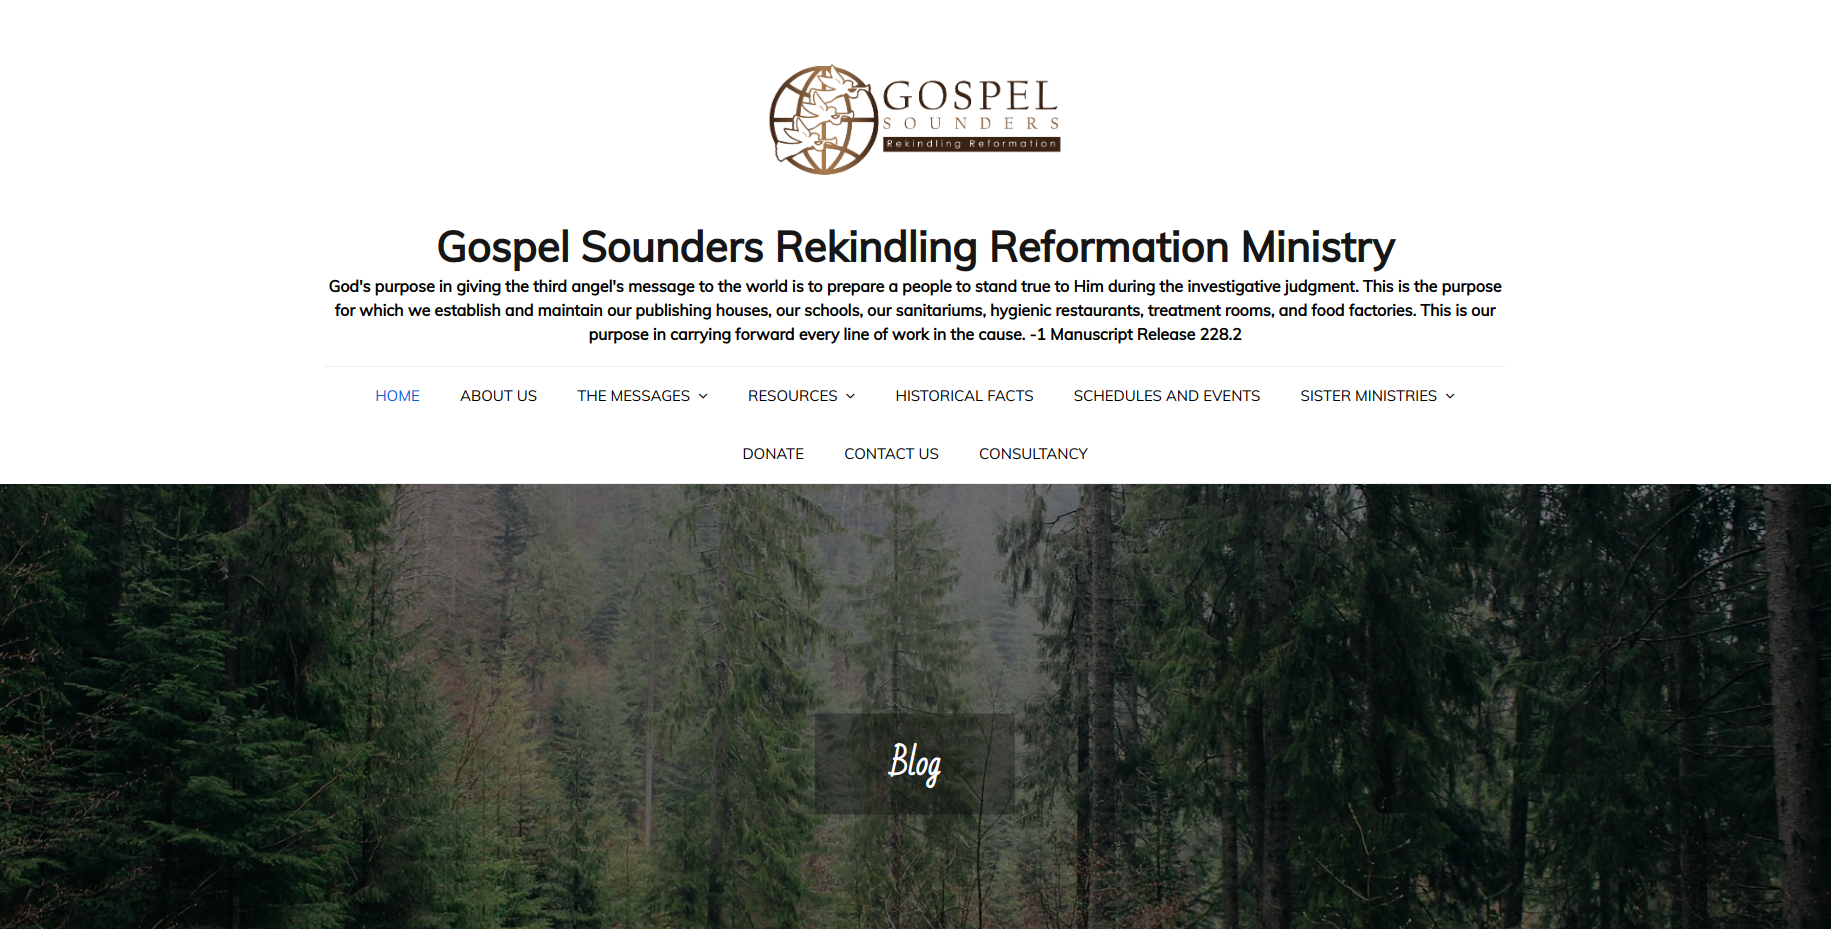 GOSPEL
SOUNDERS
Rekindling Reformation
Gospel Sounders Rekindling Reformation Ministry
God's purpose in giving the third angel's message to the world is to prepare a people to stand true to Him during the investigative judgment. This is the purpose
for which we establish and maintain our publishing houses, our schools, our sanitariums, hygienic restaurants, treatment rooms, and food factories. This is our
purpose in carrying forward every line of work in the cause. -1 Manuscript Release 228.2
HOME ABOUT US THE MESSAGES RESOURCES HISTORICAL FACTS SCHEDULES AND EVENTS SISTER MINISTRIES
DONATE CONTACT US CONSULTANCY
Blog